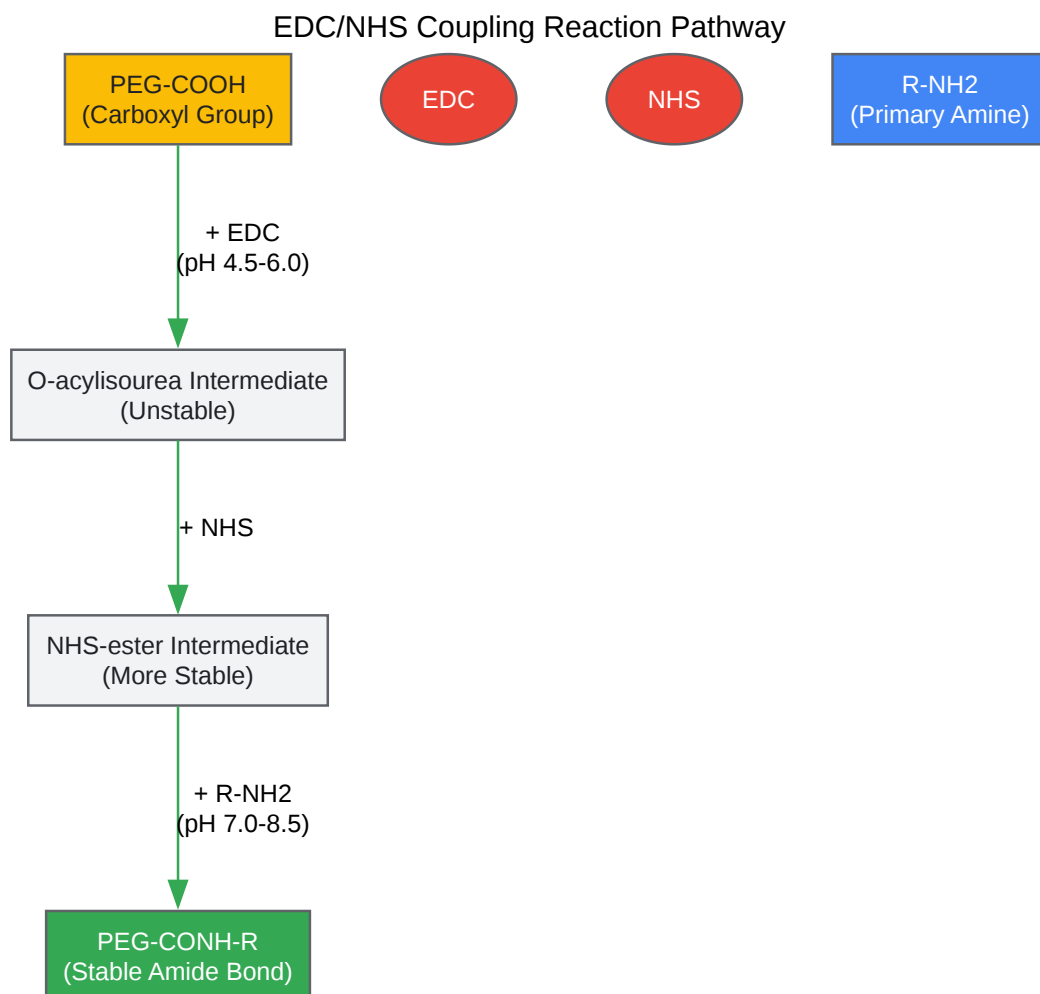 EDC/NHS Coupling Reaction Pathway
PEG-COOH
(Carboxyl Group)
EDC
NHS
R-NH2
(Primary Amine)
+ EDC
(pH 4.5-6.0)
O-acylisourea Intermediate
(Unstable)
+ NHS
NHS-ester Intermediate
(More Stable)
+ R-NH2
(pH 7.0-8.5)
PEG-CONH-R
(Stable Amide Bond)